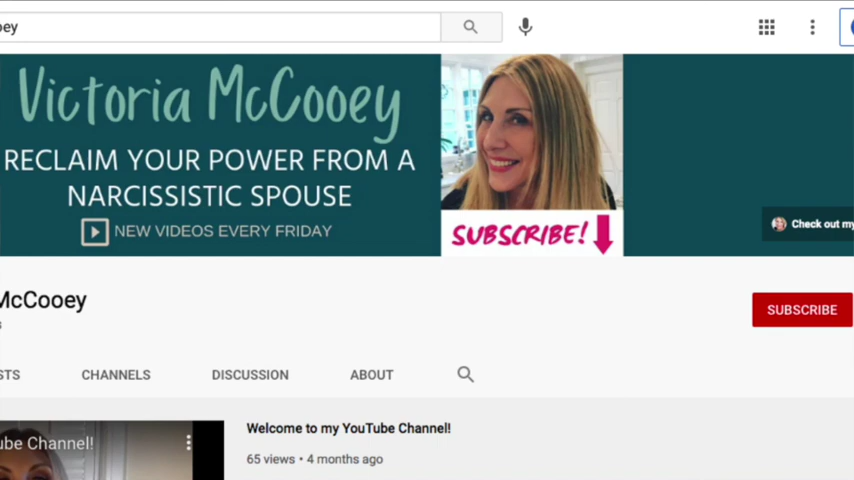 ey
Victoria McCooey
RECLAIM YOUR POWER FROM A
NARCISSISTIC SPOUSE
NEW VIDEOS EVERY FRIDAY
SUBSCRIBE!
Check out my
McCooey
SUBSCRIBE
STS
CHANNELS
DISCUSSION
ABOUT
ube Channel!
Welcome to my YouTube Channel!
65 views • 4 months ago